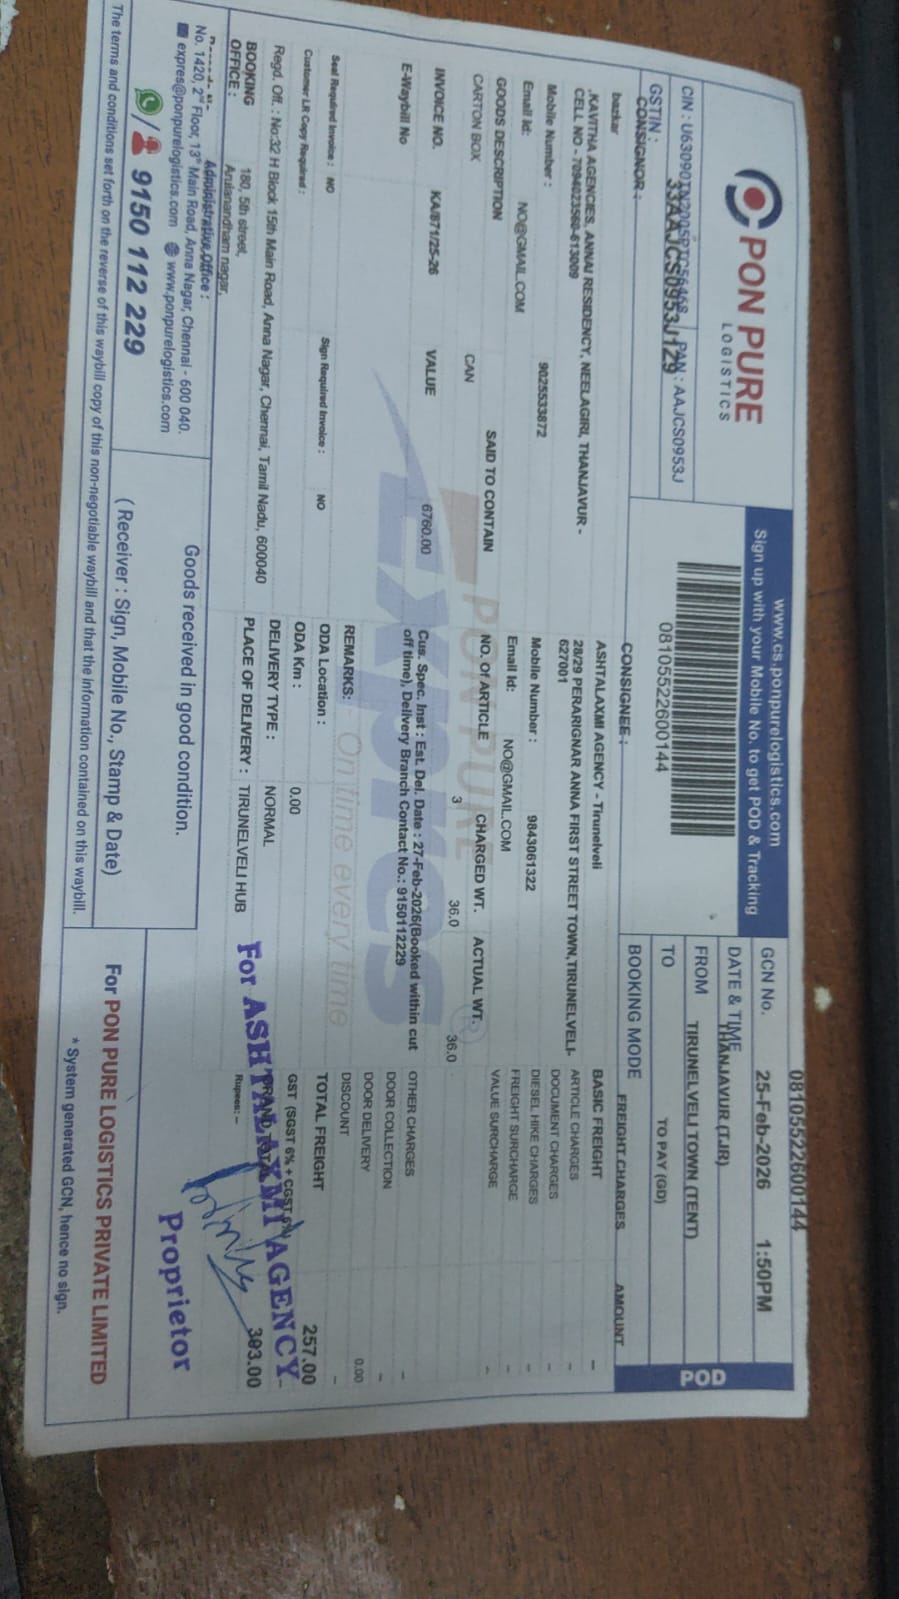 PON PURE
LOGISTICS
CIN : U63090TN2005PTC056468 PAN : AAJCS0953J
GSTIN : 33AAJCS0953J1Z9
www.cs.ponpurelogistics.com
Sign up with your Mobile No. to get POD & Tracking
08105522600144
GCN No. 08105522600144
DATE & TIME 25-Feb-2026 1:50PM
FROM THANJAVUR (TJR)
TO TIRUNELVELI TOWN (TENT)
BOOKING MODE TO PAY (GD)
POD
CONSIGNOR :
bazkar
,KAVITHA AGENCIES, ANNAI RESIDENCY, NEELAGIRI, THANJAVUR -
CELL NO - 7094023560-613009
Mobile Number : 9025533872
Email Id: NO@GMAIL.COM
CONSIGNEE :
ASHTALAXMI AGENCY - Tirunelveli
28/29 PERARIGNAR ANNA FIRST STREET TOWN,TIRUNELVELI-
627001
Mobile Number : 9843061322
Email Id: NO@GMAIL.COM
GOODS DESCRIPTION SAID TO CONTAIN NO. Of ARTICLE CHARGED WT. ACTUAL WT.
CARTON BOX CAN 3 36.0 36.0
INVOICE NO. KA/871/25-26 VALUE 6760.00
E-Waybill No
Cus. Spec. Inst : Est. Del. Date : 27-Feb-2026(Booked within cut
off time), Delivery Branch Contact No.: 9150112229
PON PURE
Expres
On time every time
Seal Required Invoice : NO Sign Required Invoice : NO
Customer LR Copy Required :
REMARKS:
ODA Location :
ODA Km : 0.00
DELIVERY TYPE : NORMAL
PLACE OF DELIVERY : TIRUNELVELI HUB
Regd. Off. : No:32 H Block 15th Main Road, Anna Nagar, Chennai, Tamil Nadu, 600040
BOOKING OFFICE : 180, 5th street,
Arulanandham nagar,
FREIGHT CHARGES AMOUNT
BASIC FREIGHT -
ARTICLE CHARGES -
DOCUMENT CHARGES -
DIESEL HIKE CHARGES -
FREIGHT SURCHARGE -
VALUE SURCHARGE -
OTHER CHARGES -
DOOR COLLECTION -
DOOR DELIVERY 0.00
DISCOUNT -
TOTAL FREIGHT 257.00
GST (SGST 6% + CGST 6%)
GRAND TOTAL 303.00
Rupees:-
For ASHTALAXMI AGENCY
Proprietor
Administrative Office :
No. 1420, 2nd Floor, 13th Main Road, Anna Nagar, Chennai - 600 040.
expres@ponpurelogistics.com www.ponpurelogistics.com
9150 112 229
Goods received in good condition.
( Receiver : Sign, Mobile No., Stamp & Date)
For PON PURE LOGISTICS PRIVATE LIMITED
* System generated GCN, hence no sign.
The terms and conditions set forth on the reverse of this waybill copy of this non-negotiable waybill and that the information contained on this waybill.